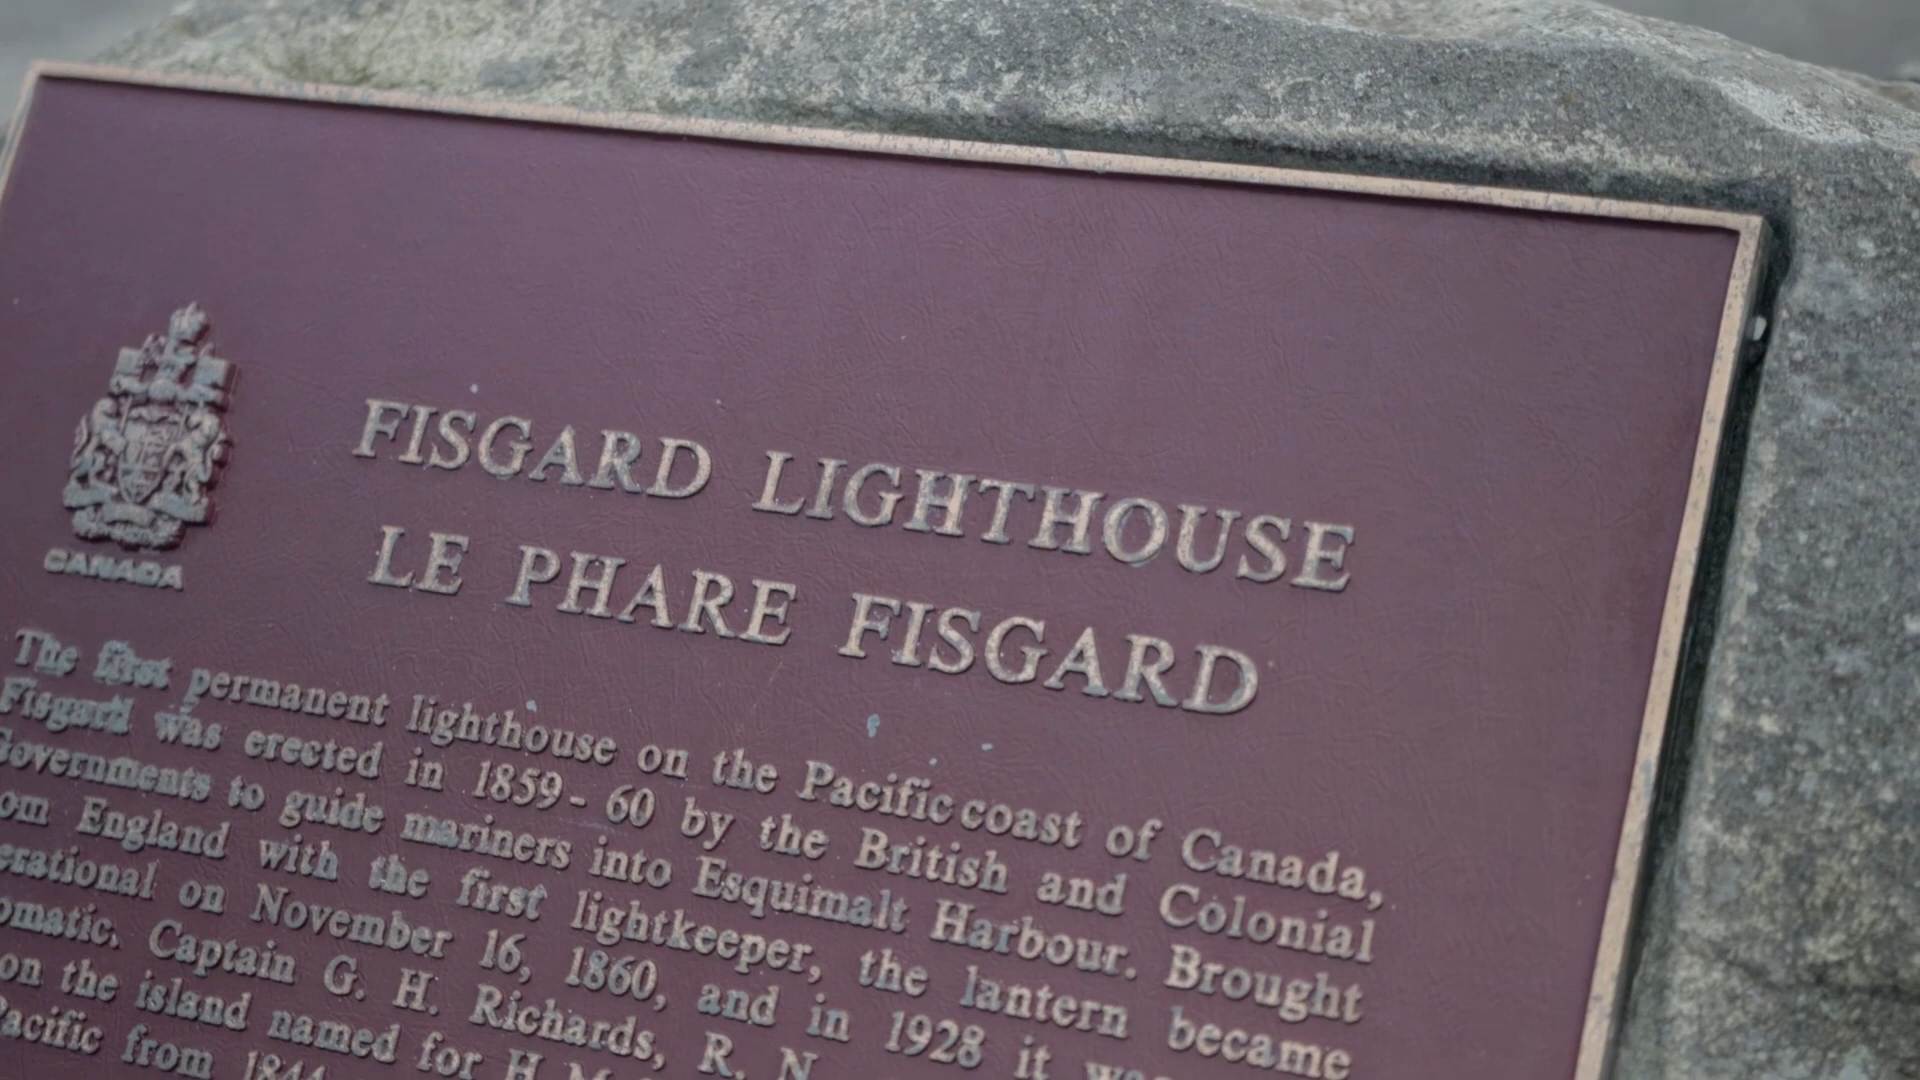 CANADA
FISGARD LIGHTHOUSE
LE PHARE FISGARD
The first permanent lighthouse on the Pacific coast of Canada,
Fisgard was erected in 1859-60 by the British and Colonial
Governments to guide mariners into Esquimalt Harbour. Brought
om England with the first lightkeeper, the lantern became
erational on November 16, 1860, and in 1928 it
omatic. Captain G. H. Richards, R. N.
on the island named for H. M.
Pacific from 1844